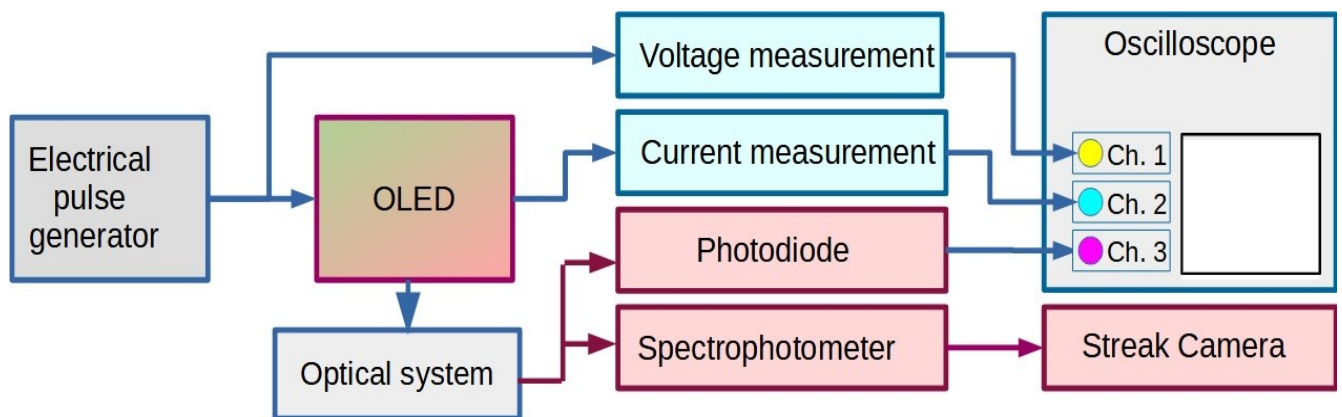 Voltage measurement
Oscilloscope
Electrical
pulse
generator
OLED
Current measurement
Ch. 1
Ch. 2
Ch. 3
Photodiode
Optical system
Spectrophotometer
Streak Camera